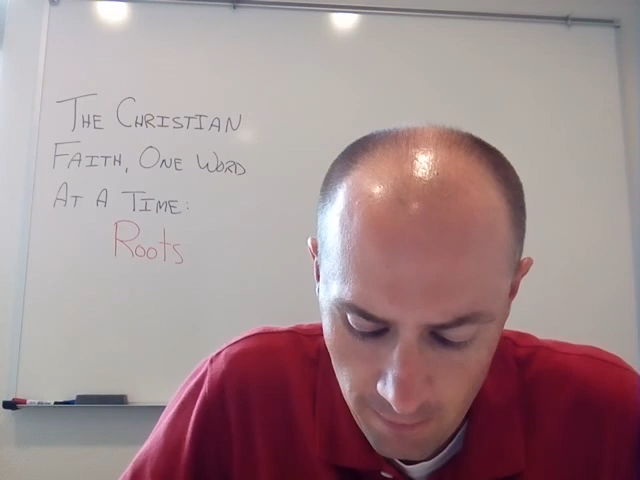 THE CHRISTIAN
FAITH, ONE WORD
AT A TIME:
Roots